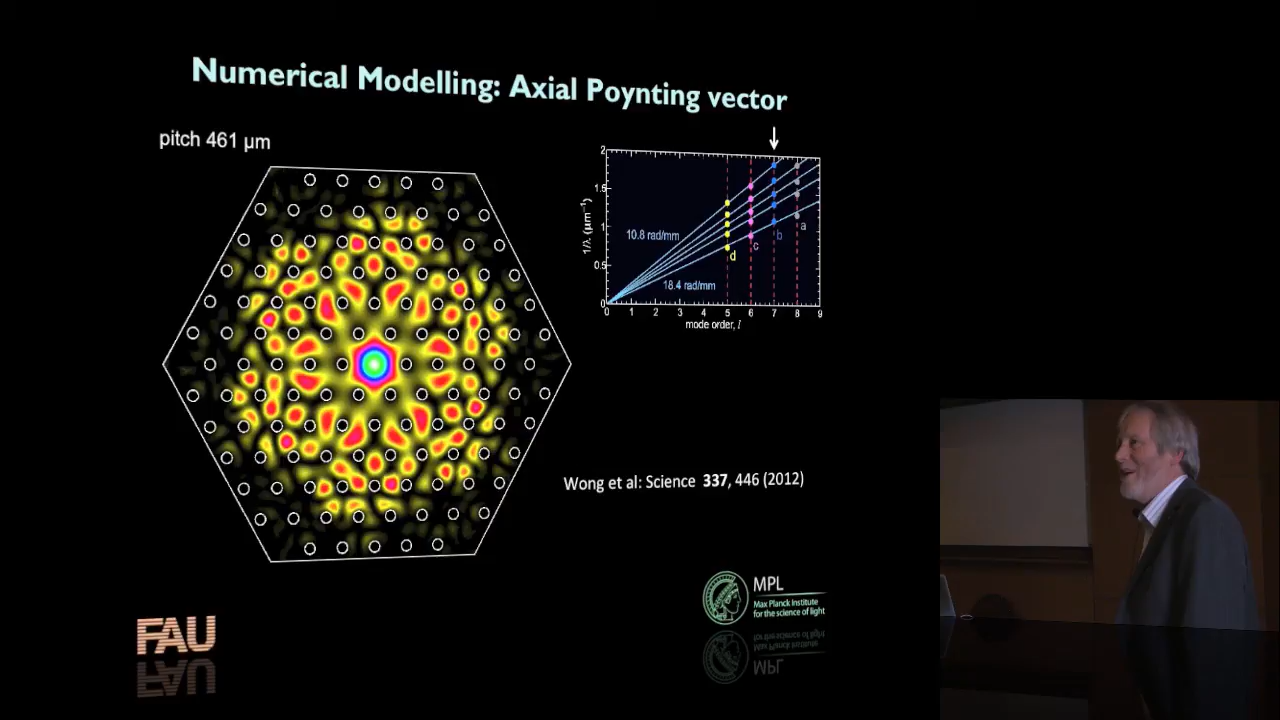 Numerical Modelling: Axial Poynting vector
pitch 461 µm
2
1.5
1
0.5
0
1/λ (µm⁻¹)
10.8 rad/mm
18.4 rad/mm
a
b
c
d
0 1 2 3 4 5 6 7 8 9
mode order, l
Wong et al: Science 337, 446 (2012)
MPL
Max Planck Institute
for the science of light
FAU